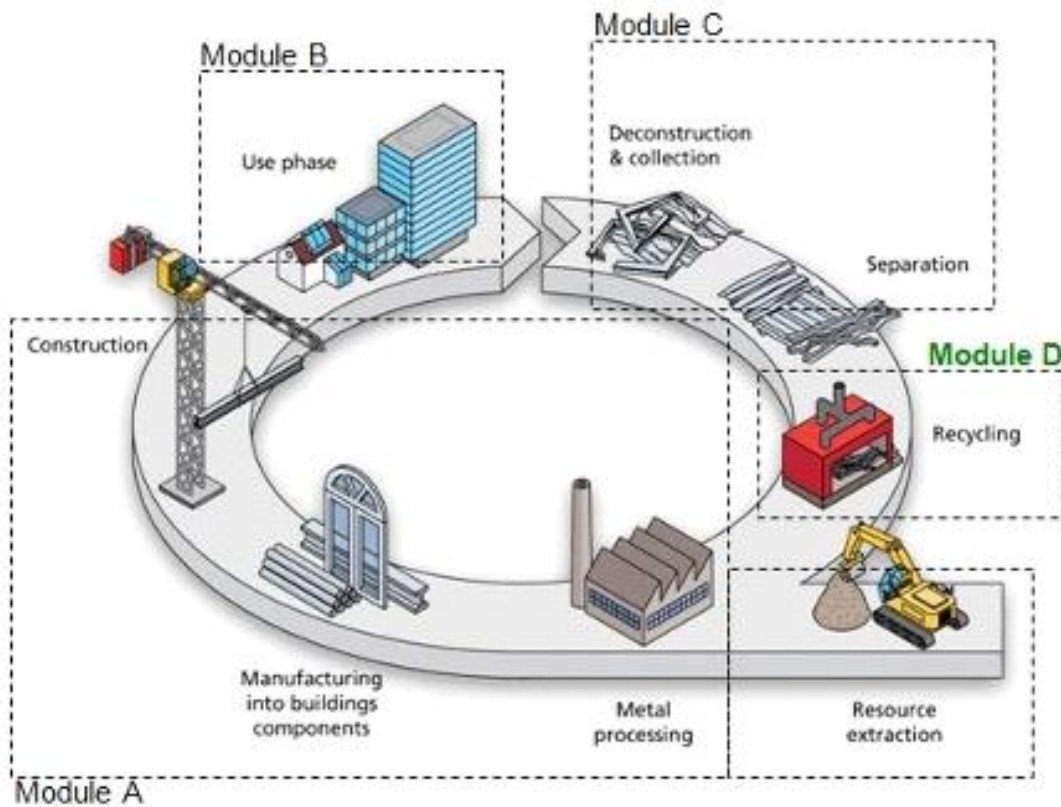 Module B
Module C
Use phase
Deconstruction
& collection
Separation
Construction
Module D
Recycling
Manufacturing
into buildings
components
Metal
processing
Resource
extraction
Module A